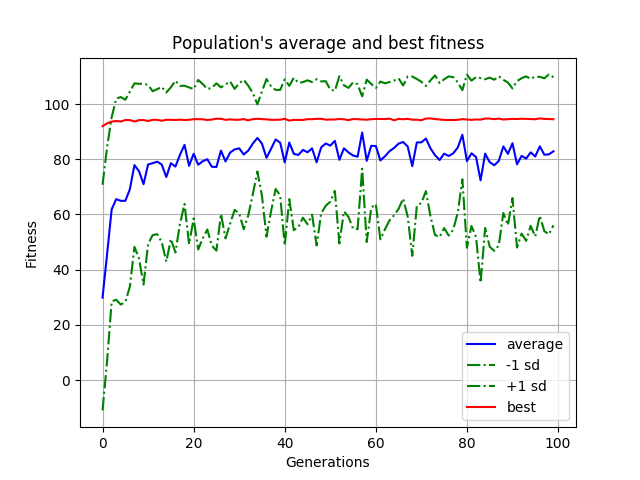 Population's average and best fitness
Fitness
100
80
60
40
20
0
0 20 40 60 80 100
Generations
average
-1 sd
+1 sd
best